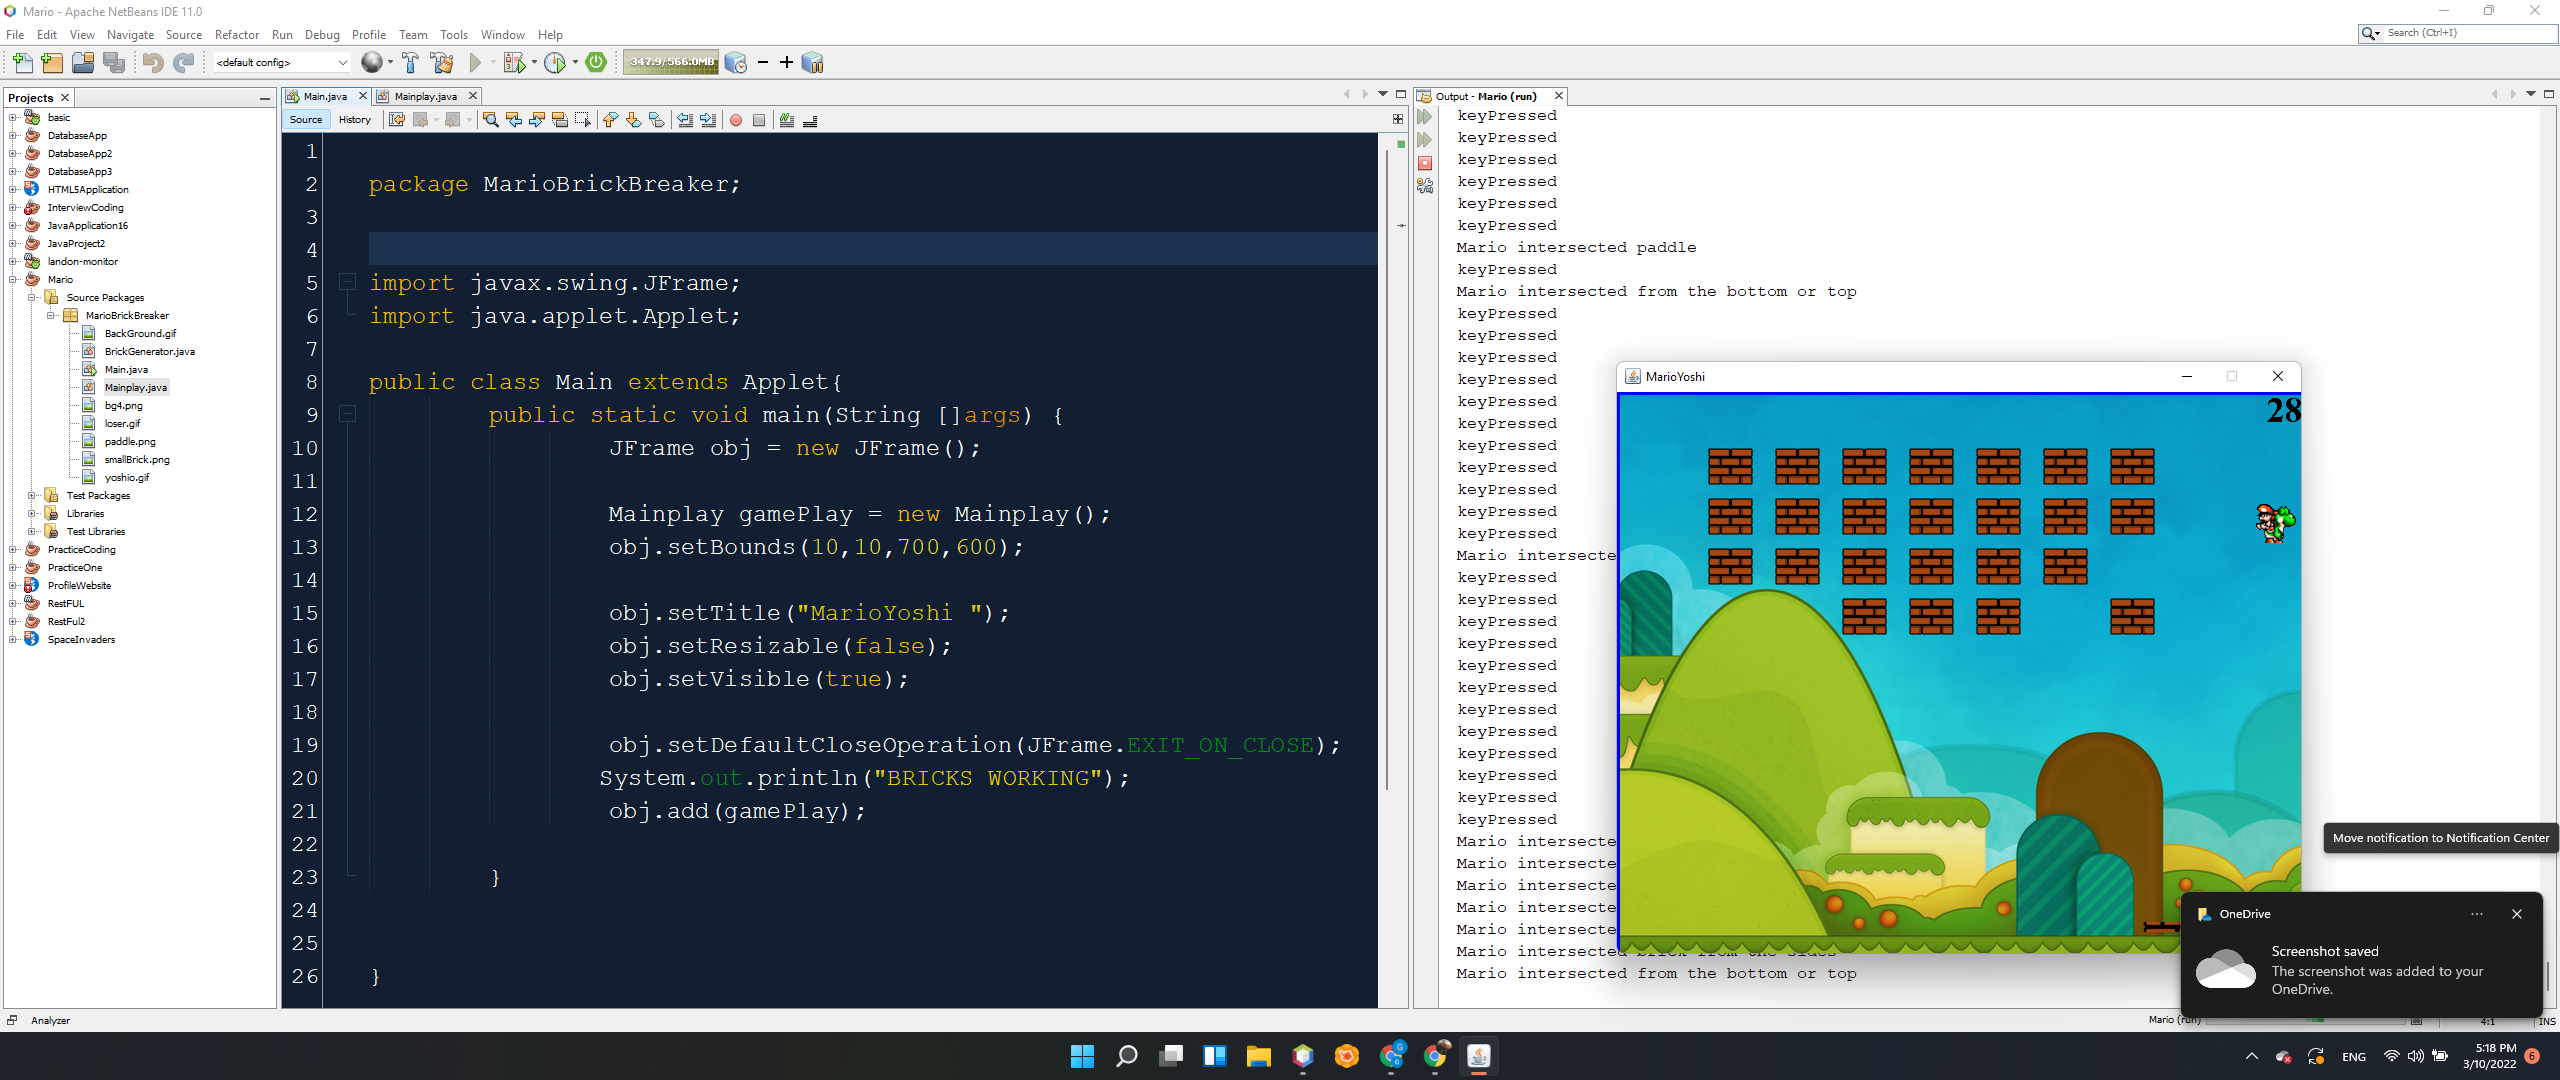 Mario - Apache NetBeans IDE 11.0
File Edit View Navigate Source Refactor Run Debug Profile Team Tools Window Help
Search (Ctrl+I)
<default config>
347.9/566.0MB
Projects
basic
DatabaseApp
DatabaseApp2
DatabaseApp3
HTML5Application
InterviewCoding
JavaApplication16
JavaProject2
landon-monitor
Mario
Source Packages
MarioBrickBreaker
BackGround.gif
BrickGenerator.java
Main.java
Mainplay.java
bg4.png
loser.gif
paddle.png
smallBrick.png
yoshio.gif
Test Packages
Libraries
Test Libraries
PracticeCoding
PracticeOne
ProfileWebsite
RestFUL
RestFul2
SpaceInvaders
Main.java Mainplay.java
Source History
1
2 package MarioBrickBreaker;
3
4
5 import javax.swing.JFrame;
6 import java.applet.Applet;
7
8 public class Main extends Applet{
9 public static void main(String []args) {
10 JFrame obj = new JFrame();
11
12 Mainplay gamePlay = new Mainplay();
13 obj.setBounds(10,10,700,600);
14
15 obj.setTitle("MarioYoshi ");
16 obj.setResizable(false);
17 obj.setVisible(true);
18
19 obj.setDefaultCloseOperation(JFrame.EXIT_ON_CLOSE);
20 System.out.println("BRICKS WORKING");
21 obj.add(gamePlay);
22
23 }
24
25
26 }
Output - Mario (run)
keyPressed
keyPressed
keyPressed
keyPressed
keyPressed
keyPressed
Mario intersected paddle
keyPressed
Mario intersected from the bottom or top
keyPressed
keyPressed
keyPressed
keyPressed
keyPressed
keyPressed
keyPressed
keyPressed
keyPressed
keyPressed
keyPressed
Mario intersecte
keyPressed
keyPressed
keyPressed
keyPressed
keyPressed
keyPressed
keyPressed
keyPressed
keyPressed
keyPressed
keyPressed
keyPressed
Mario intersecte
Mario intersecte
Mario intersecte
Mario intersecte
Mario intersecte
Mario intersected brick from the sides
Mario intersected from the bottom or top
MarioYoshi
28
Move notification to Notification Center
OneDrive
Screenshot saved
The screenshot was added to your
OneDrive.
Analyzer
Mario (run)
4:1
INS
ENG
5:18 PM
3/10/2022
6